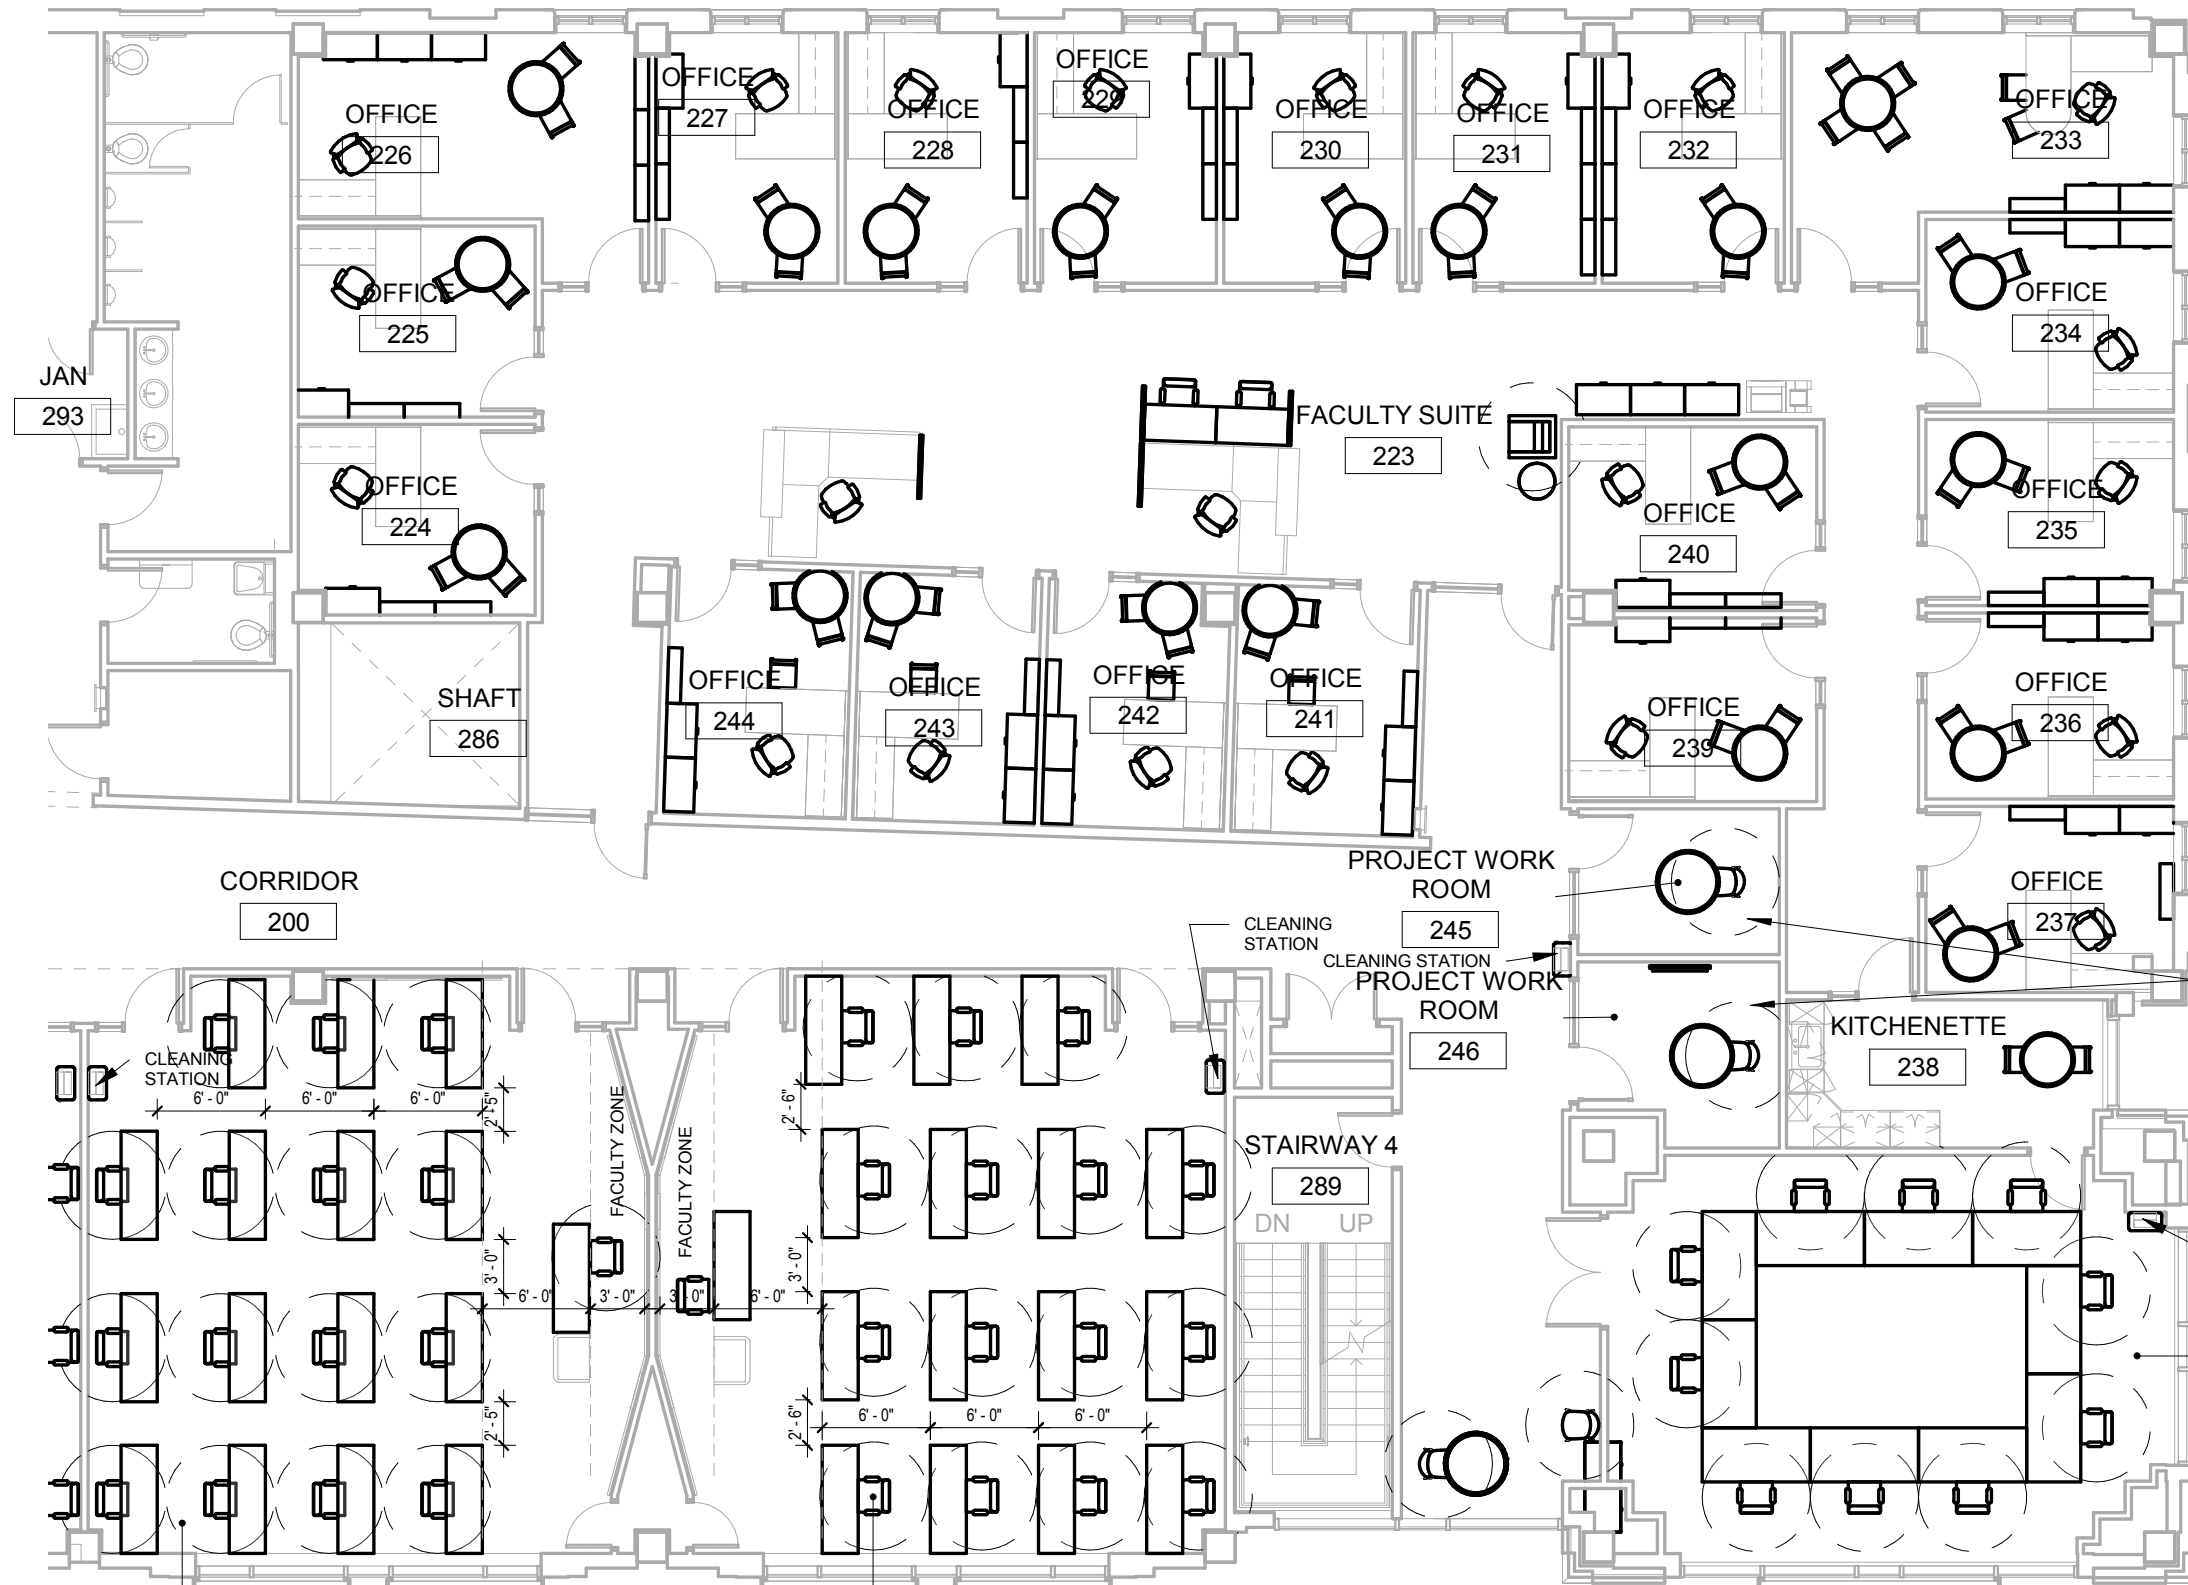 OFFICE
227
OFFICE
229
OFFICE
226
OFFICE
228
OFFICE
230
OFFICE
231
OFFICE
232
OFFICE
233
OFFICE
225
OFFICE
234
JAN
293
FACULTY SUITE
223
OFFICE
224
OFFICE
240
OFFICE
235
SHAFT
286
OFFICE
244
OFFICE
243
OFFICE
242
OFFICE
241
OFFICE
239
OFFICE
236
CORRIDOR
200
PROJECT WORK
ROOM
245
OFFICE
237
CLEANING
STATION
CLEANING STATION
PROJECT WORK
ROOM
246
KITCHENETTE
238
CLEANING
STATION
6' - 0"
6' - 0"
6' - 0"
2' - 5"
FACULTY ZONE
FACULTY ZONE
2' - 6"
STAIRWAY 4
289
DN
UP
3' - 0"
3' - 0"
6' - 0"
3' - 0"
3' - 0"
6' - 0"
2' - 5"
2' - 6"
6' - 0"
6' - 0"
6' - 0"